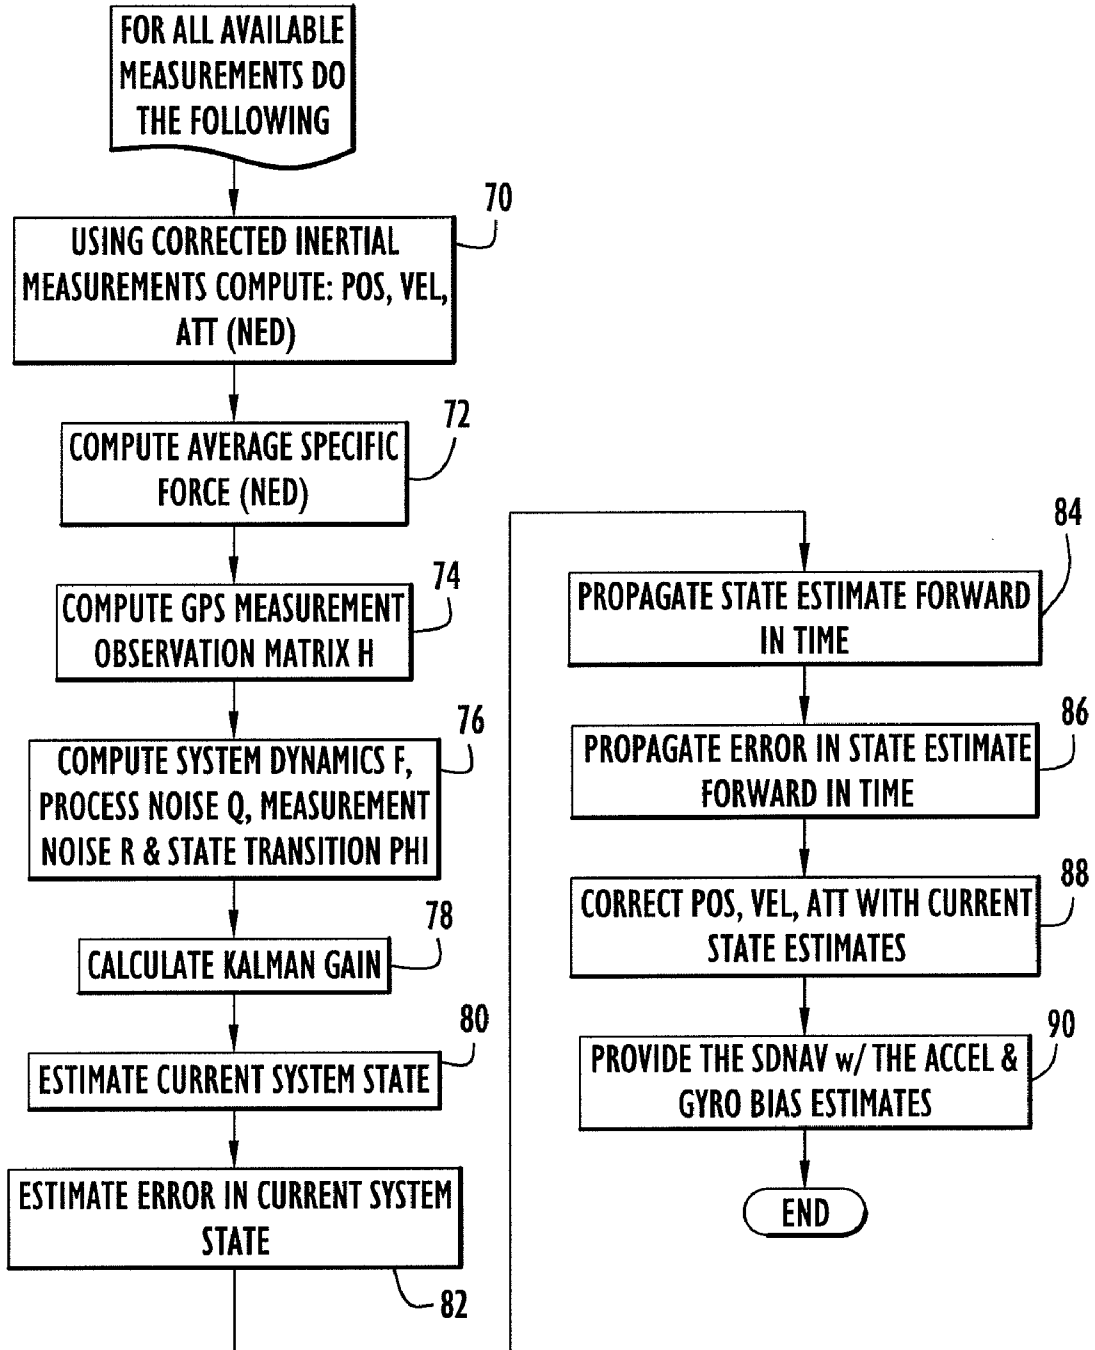 FOR ALL AVAILABLE
MEASUREMENTS DO
THE FOLLOWING
70
USING CORRECTED INERTIAL
MEASUREMENTS COMPUTE: POS, VEL,
ATT (NED)
72
COMPUTE AVERAGE SPECIFIC
FORCE (NED)
74
COMPUTE GPS MEASUREMENT
OBSERVATION MATRIX H
76
COMPUTE SYSTEM DYNAMICS F,
PROCESS NOISE Q, MEASUREMENT
NOISE R & STATE TRANSITION PHI
78
CALCULATE KALMAN GAIN
80
ESTIMATE CURRENT SYSTEM STATE
ESTIMATE ERROR IN CURRENT SYSTEM
STATE
82
84
PROPAGATE STATE ESTIMATE FORWARD
IN TIME
86
PROPAGATE ERROR IN STATE ESTIMATE
FORWARD IN TIME
88
CORRECT POS, VEL, ATT WITH CURRENT
STATE ESTIMATES
90
PROVIDE THE SDNAV w/ THE ACCEL &
GYRO BIAS ESTIMATES
END